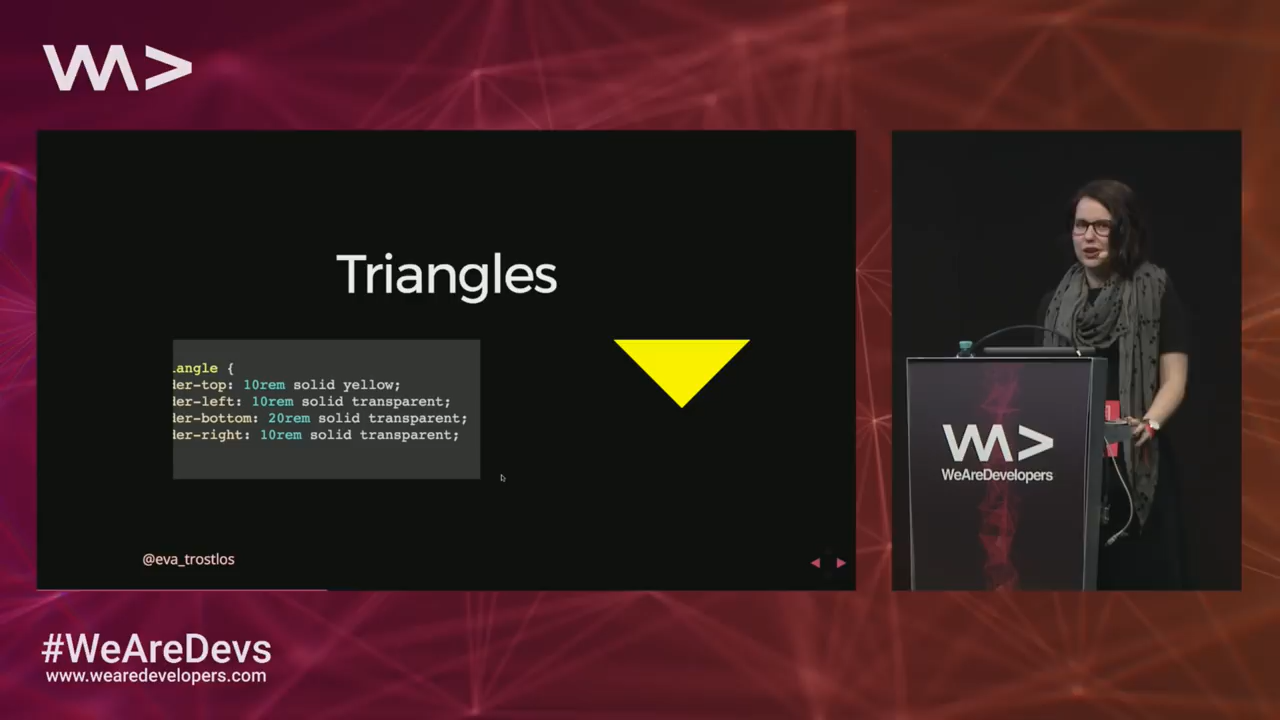 Triangles
.angle {
der-top: 10rem solid yellow;
der-left: 10rem solid transparent;
der-bottom: 20rem solid transparent;
der-right: 10rem solid transparent;
@eva_trostlos
WeAreDevelopers
#WeAreDevs
www.wearedevelopers.com